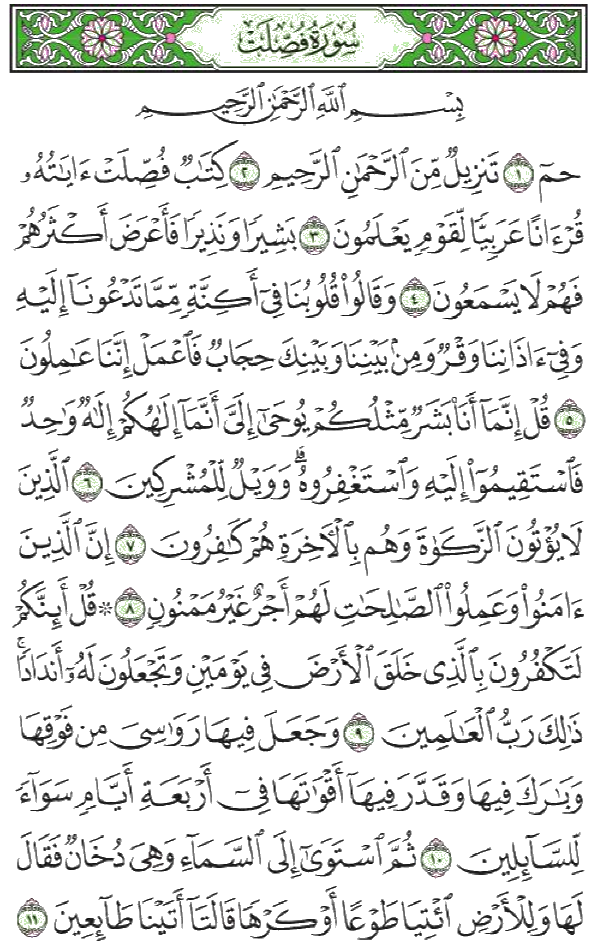 سُورَةُ فُصِّلَتْ
بِسْمِ ٱللَّهِ ٱلرَّحْمَٰنِ ٱلرَّحِيمِ
حمٓ ١ تَنزِيلٌ مِّنَ ٱلرَّحْمَٰنِ ٱلرَّحِيمِ ٢ كِتَٰبٌ فُصِّلَتْ ءَايَٰتُهُۥ
قُرْءَانًا عَرَبِيًّا لِّقَوْمٍ يَعْلَمُونَ ٣ بَشِيرًا وَنَذِيرًا فَأَعْرَضَ أَكْثَرُهُمْ
فَهُمْ لَا يَسْمَعُونَ ٤ وَقَالُوا۟ قُلُوبُنَا فِىٓ أَكِنَّةٍ مِّمَّا تَدْعُونَآ إِلَيْهِ
وَفِىٓ ءَاذَانِنَا وَقْرٌ وَمِنۢ بَيْنِنَا وَبَيْنِكَ حِجَابٌ فَٱعْمَلْ إِنَّنَا عَٰمِلُونَ
٥ قُلْ إِنَّمَآ أَنَا۠ بَشَرٌ مِّثْلُكُمْ يُوحَىٰٓ إِلَىَّ أَنَّمَآ إِلَٰهُكُمْ إِلَٰهٌ وَٰحِدٌ
فَٱسْتَقِيمُوٓا۟ إِلَيْهِ وَٱسْتَغْفِرُوهُ ۗ وَوَيْلٌ لِّلْمُشْرِكِينَ ٦ ٱلَّذِينَ
لَا يُؤْتُونَ ٱلزَّكَوٰةَ وَهُم بِٱلْءَاخِرَةِ هُمْ كَٰفِرُونَ ٧ إِنَّ ٱلَّذِينَ
ءَامَنُوا۟ وَعَمِلُوا۟ ٱلصَّٰلِحَٰتِ لَهُمْ أَجْرٌ غَيْرُ مَمْنُونٍ ٨ ۞ قُلْ أَئِنَّكُمْ
لَتَكْفُرُونَ بِٱلَّذِى خَلَقَ ٱلْأَرْضَ فِى يَوْمَيْنِ وَتَجْعَلُونَ لَهُۥٓ أَندَادًا ۚ
ذَٰلِكَ رَبُّ ٱلْعَٰلَمِينَ ٩ وَجَعَلَ فِيهَا رَوَٰسِىَ مِن فَوْقِهَا
وَبَٰرَكَ فِيهَا وَقَدَّرَ فِيهَآ أَقْوَٰتَهَا فِىٓ أَرْبَعَةِ أَيَّامٍ سَوَآءً
لِّلسَّآئِلِينَ ١٠ ثُمَّ ٱسْتَوَىٰٓ إِلَى ٱلسَّمَآءِ وَهِىَ دُخَانٌ فَقَالَ
لَهَا وَلِلْأَرْضِ ٱئْتِيَا طَوْعًا أَوْ كَرْهًا قَالَتَآ أَتَيْنَا طَآئِعِينَ ١١